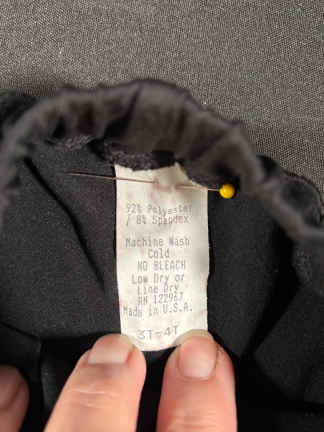 92% Polyester
/ 8% Spandex
Machine Wash
Cold
NO BLEACH
Low Dry or
Line Dry
RN 122967
Made in U.S.A.
3T-4T